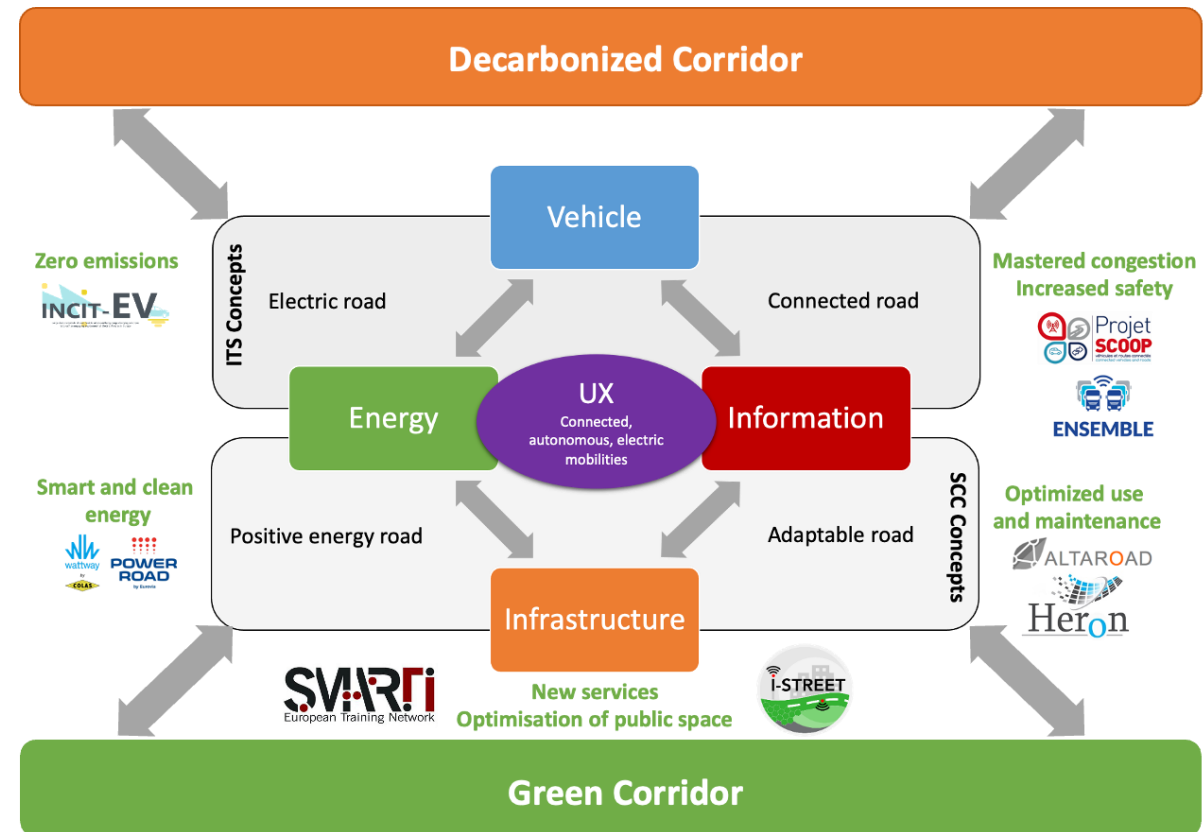 Decarbonized Corridor
Vehicle
Zero emissions
INCIT-EV
ITS Concepts
Electric road
Connected road
Mastered congestion
Increased safety
Projet
SCOOP
ENSEMBLE
Energy
UX
Connected,
autonomous, electric
mobilities
Information
Smart and clean
energy
wattway
by
COLAS
POWER
ROAD
Positive energy road
Adaptable road
SCC Concepts
Optimized use
and maintenance
ALTAROAD
Heron
Infrastructure
SMARTi
European Training Network
New services
Optimisation of public space
i-STREET
Green Corridor